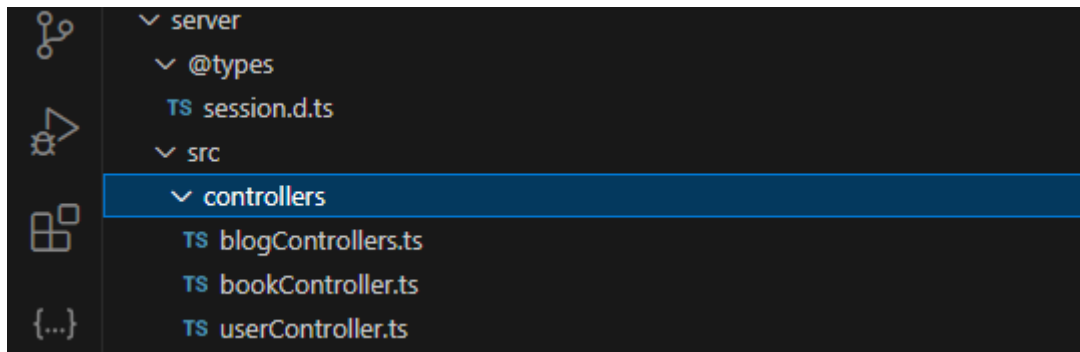 server
@types
TS session.d.ts
src
controllers
TS blogControllers.ts
TS bookController.ts
{...}
TS userController.ts